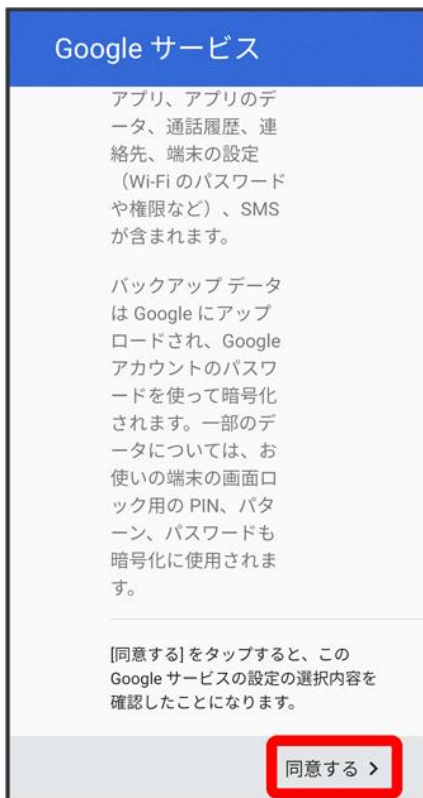 Google サービス
アプリ、アプリのデ
ータ、通話履歴、連
絡先、端末の設定
（Wi-Fi のパスワード
や権限など）、SMS
が含まれます。
バックアップ データ
は Google にアップ
ロードされ、Google
アカウントのパスワ
ードを使って暗号化
されます。一部のデ
ータについては、お
使いの端末の画面ロ
ック用の PIN、パタ
ーン、パスワードも
暗号化に使用されま
す。
[同意する] をタップすると、この
Google サービスの設定の選択内容を
確認したことになります。
同意する >